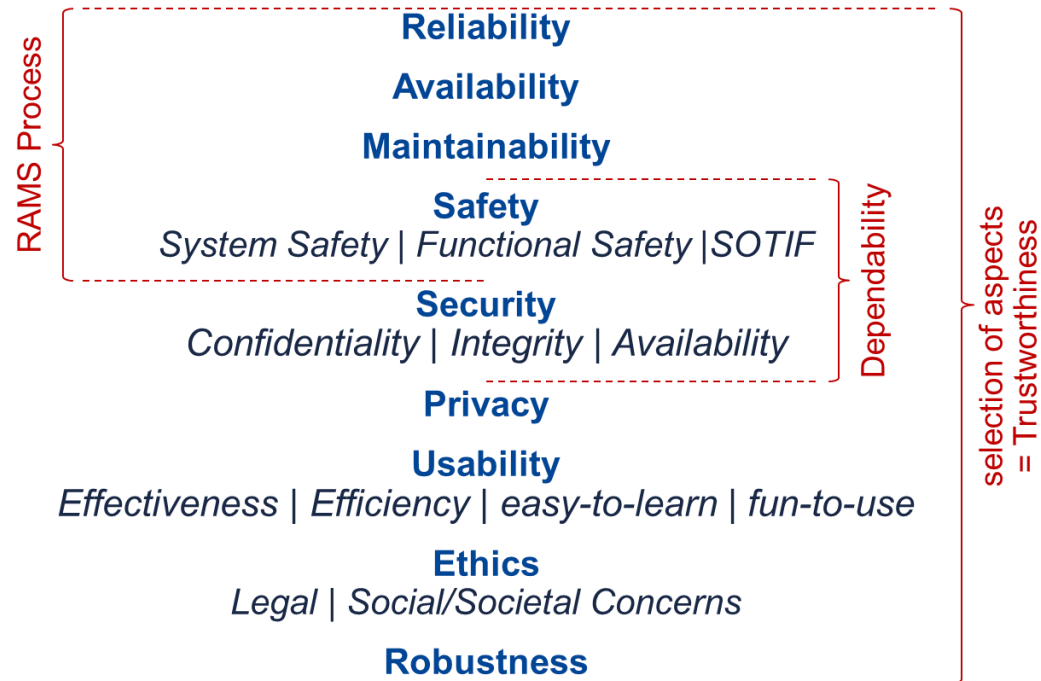 Reliability
Availability
Maintainability
Safety
System Safety | Functional Safety |SOTIF
Security
Confidentiality | Integrity | Availability
Privacy
Usability
Effectiveness | Efficiency | easy-to-learn | fun-to-use
Ethics
Legal | Social/Societal Concerns
Robustness
RAMS Process
Dependability
selection of aspects
= Trustworthiness